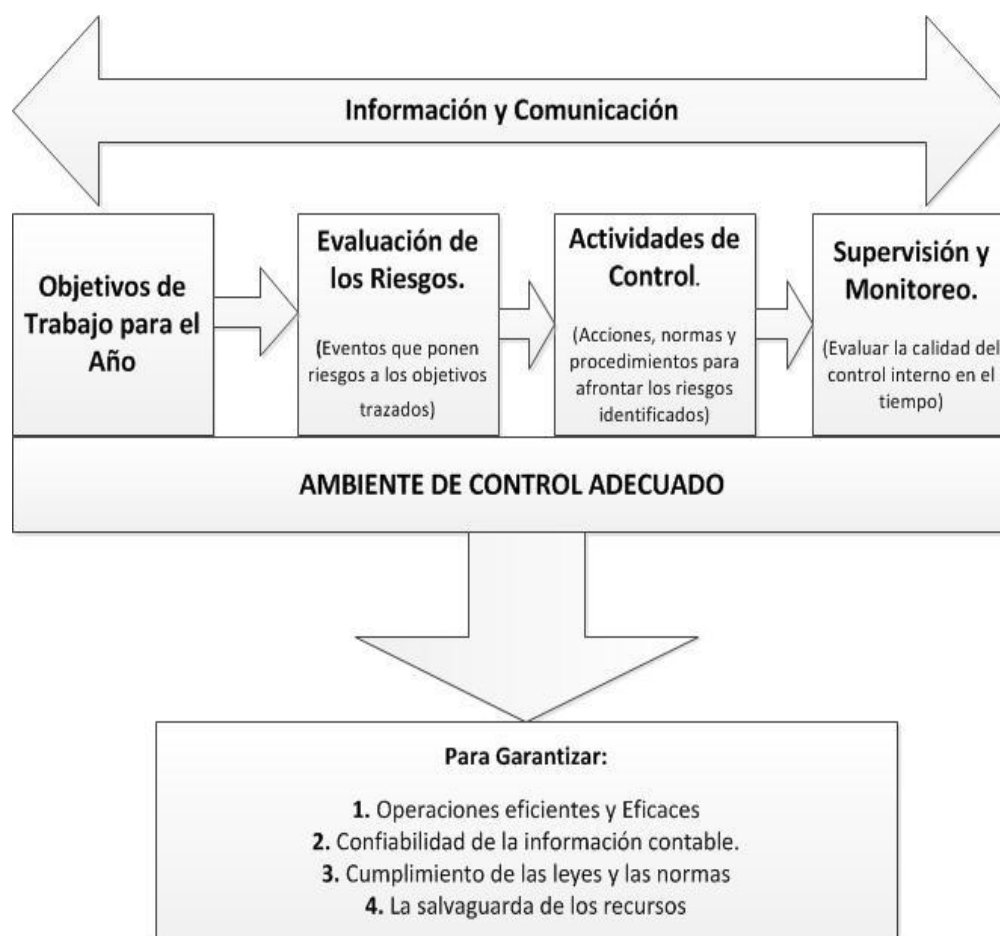 Información y Comunicación
Objetivos de
Trabajo para el
Año
Evaluación de
los Riesgos.
(Eventos que ponen
riesgos a los objetivos
trazados)
Actividades de
Control.
(Acciones, normas y
procedimientos para
afrontar los riesgos
identificados)
Supervisión y
Monitoreo.
(Evaluar la calidad del
control interno en el
tiempo)
AMBIENTE DE CONTROL ADECUADO
Para Garantizar:
1. Operaciones eficientes y Eficaces
2. Confiabilidad de la información contable.
3. Cumplimiento de las leyes y las normas
4. La salvaguarda de los recursos